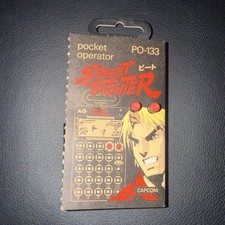 pocket
operator
PO-133
STREET
FIGHTER
ビート
CAPCOM